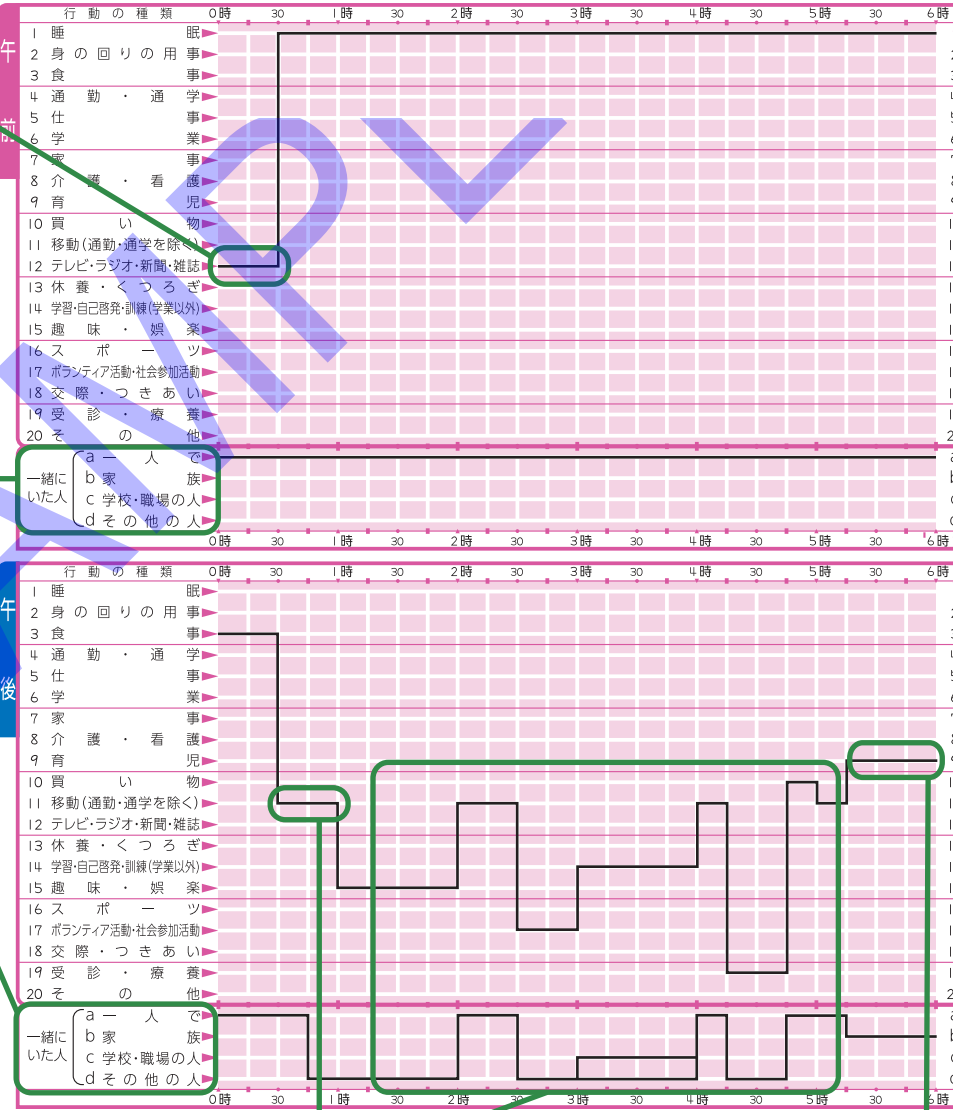 行動の種類 0時 30 1時 30 2時 30 3時 30 4時 30 5時 30 6時
午前
1 睡眠
2 身の回りの用事
3 食事
4 通勤・通学
5 仕事
6 学業
7 家事
8 介護・看護
9 育児
10 買い物
11 移動(通勤・通学を除く)
12 テレビ・ラジオ・新聞・雑誌
13 休養・くつろぎ
14 学習・自己啓発・訓練(学業以外)
15 趣味・娯楽
16 スポーツ
17 ボランティア活動・社会参加活動
18 交際・つきあい
19 受診・療養
20 その他
一緒にいた人
a 一人で
b 家族
c 学校・職場の人
d その他の人
0時 30 1時 30 2時 30 3時 30 4時 30 5時 30 6時
行動の種類 0時 30 1時 30 2時 30 3時 30 4時 30 5時 30 6時
午後
1 睡眠
2 身の回りの用事
3 食事
4 通勤・通学
5 仕事
6 学業
7 家事
8 介護・看護
9 育児
10 買い物
11 移動(通勤・通学を除く)
12 テレビ・ラジオ・新聞・雑誌
13 休養・くつろぎ
14 学習・自己啓発・訓練(学業以外)
15 趣味・娯楽
16 スポーツ
17 ボランティア活動・社会参加活動
18 交際・つきあい
19 受診・療養
20 その他
一緒にいた人
a 一人で
b 家族
c 学校・職場の人
d その他の人
0時 30 1時 30 2時 30 3時 30 4時 30 5時 30 6時